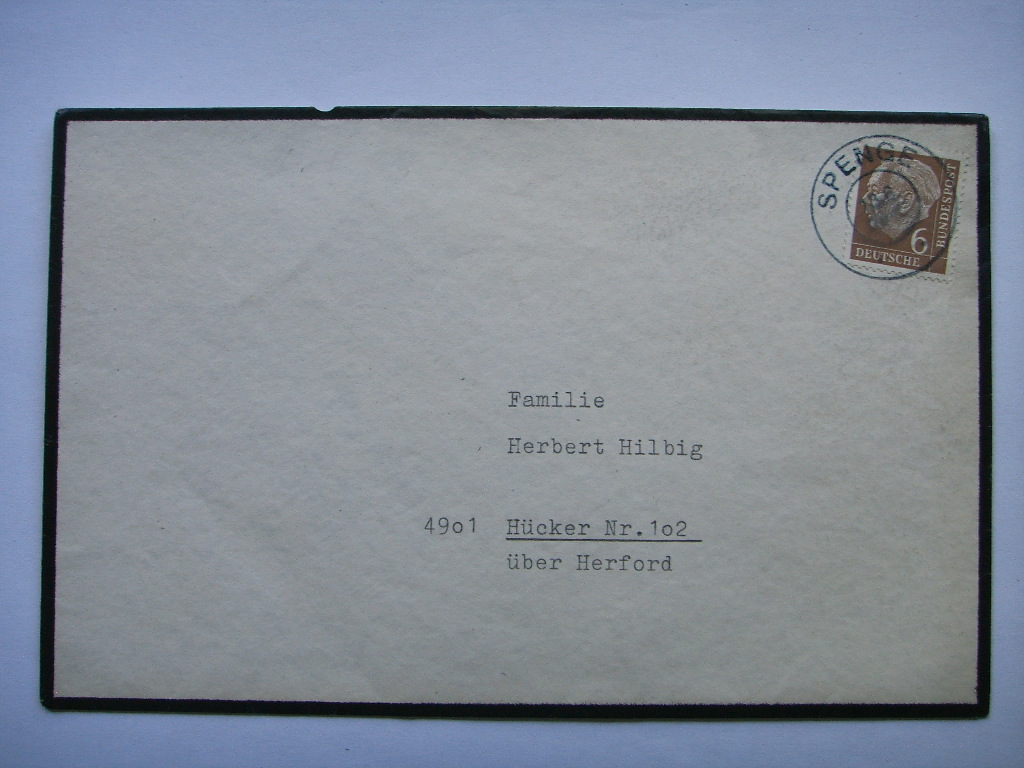 SPENGE
6
DEUTSCHE
BUNDESPOST
Familie
Herbert Hilbig
49o1 Hücker Nr.1o2
über Herford